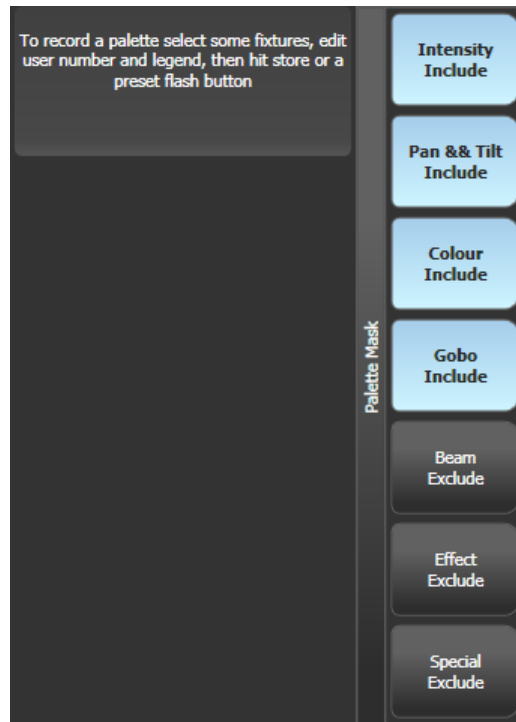 To record a palette select some fixtures, edit
user number and legend, then hit store or a
preset flash button
Palette Mask
Intensity
Include
Pan && Tilt
Include
Colour
Include
Gobo
Include
Beam
Exclude
Effect
Exclude
Special
Exclude